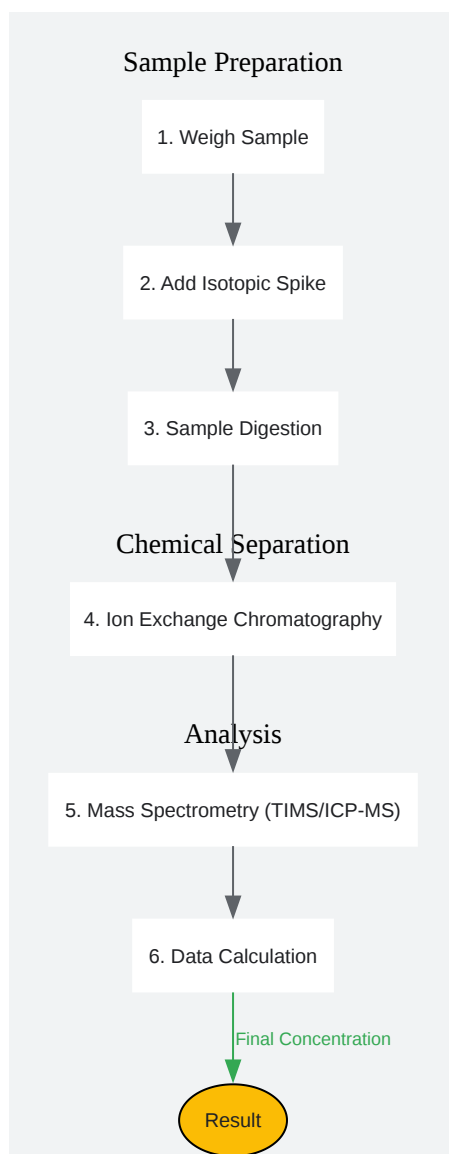 Sample Preparation
1. Weigh Sample
2. Add Isotopic Spike
3. Sample Digestion
Chemical Separation
4. Ion Exchange Chromatography
Analysis
5. Mass Spectrometry (TIMS/ICP-MS)
6. Data Calculation
Final Concentration
Result